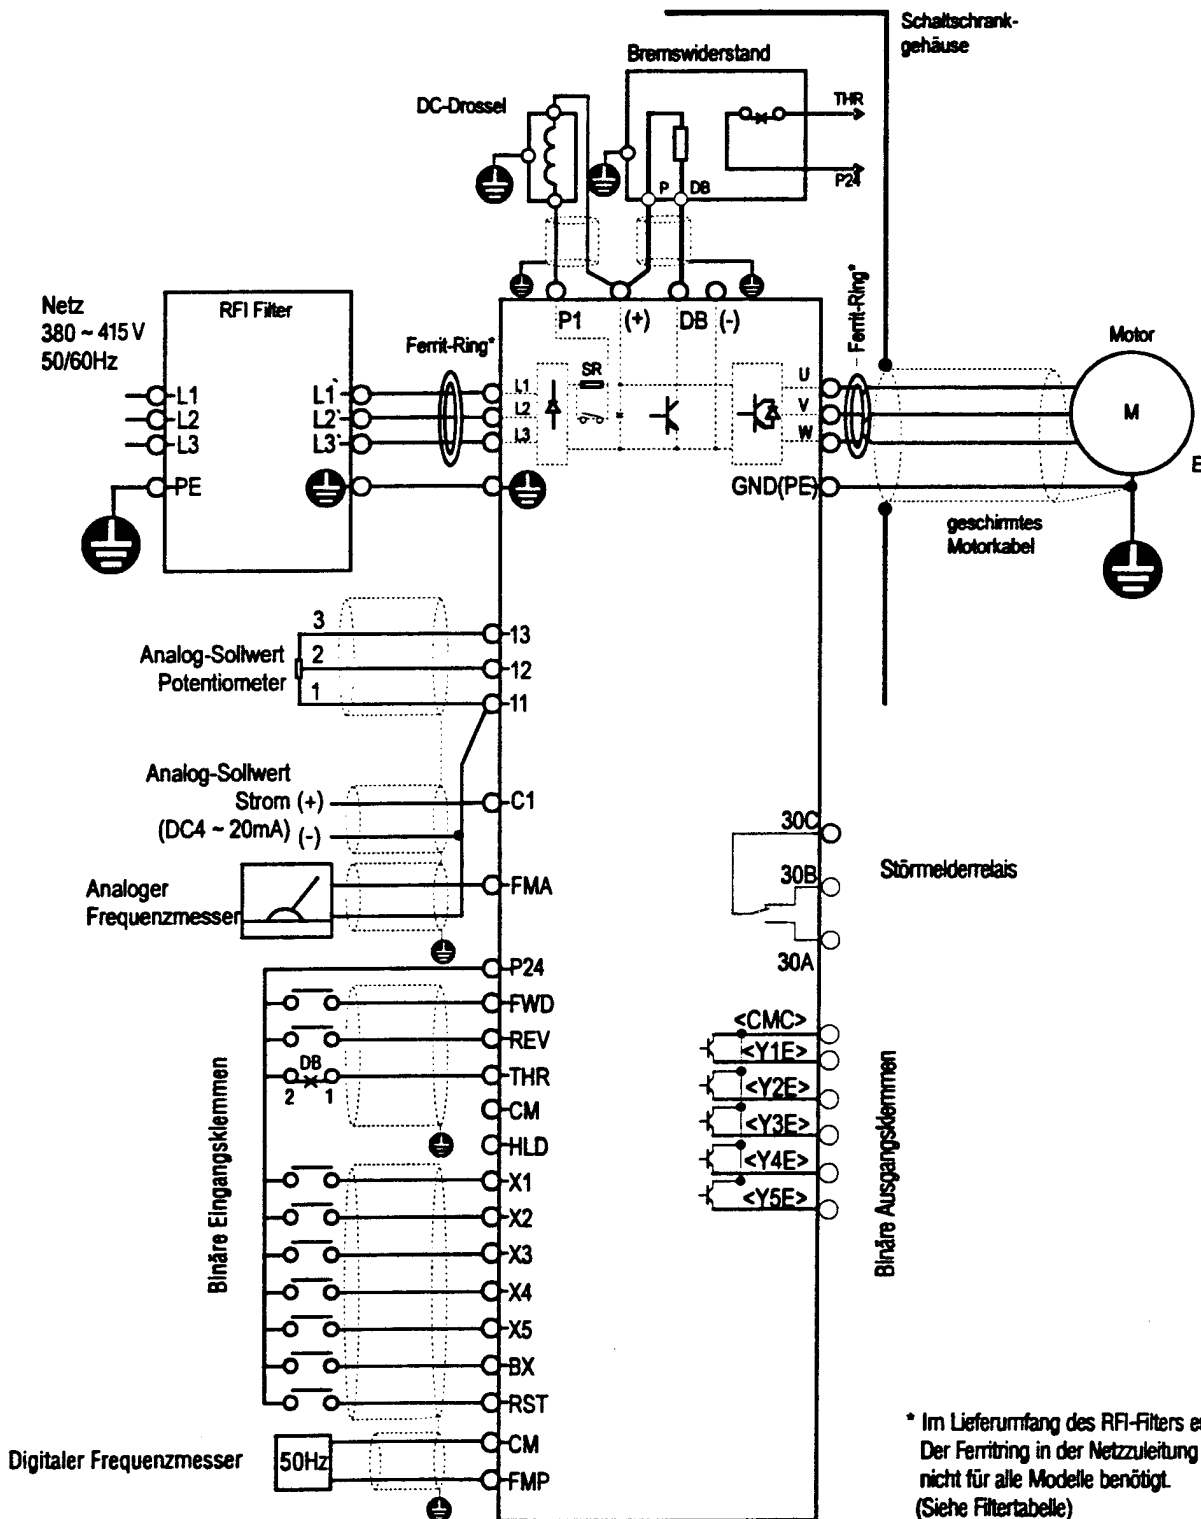 Schaltschrank-
gehäuse
Bremswiderstand
DC-Drossel
THR
P24
P DB
Netz
380 ~ 415 V
50/60Hz
RFI Filter
Ferrit-Ring*
P1 (+) DB (-)
Ferrit-Ring*
Motor
SR
L1 L1` L1 U
L2 L2` L2 V M
L3 L3` L3 W
E
PE GND(PE)
geschirmtes
Motorkabel
3 13
Analog-Sollwert 2 12
Potentiometer
1 11
Analog-Sollwert
Strom (+) C1
(DC4 ~ 20mA) (-)
30C
30B
Störmelderrelais
Analoger
Frequenzmesser
FMA
30A
P24
FWD
REV
DB
2 1 THR
CM
HLD
X1
X2
X3
X4
X5
BX
RST
Binäre Eingangsklemmen
<CMC>
<Y1E>
<Y2E>
<Y3E>
<Y4E>
<Y5E>
Binäre Ausgangsklemmen
Digitaler Frequenzmesser 50Hz CM
FMP
* Im Lieferumfang des RFI-Filters
Der Ferritring in der Netzzuleitung
nicht für alle Modelle benötigt.
(Siehe Filtertabelle)